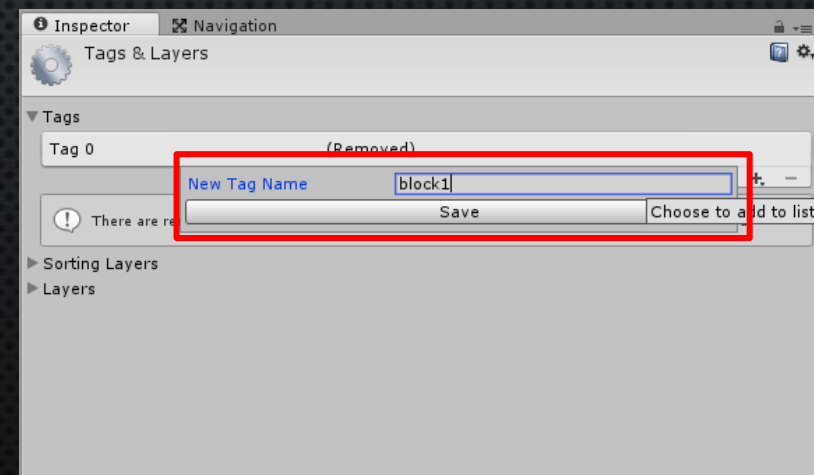 Inspector Navigation
Tags & Layers
Tags
Tag 0 (Removed)
New Tag Name block1
Save
Choose to add to list
There are re
Sorting Layers
Layers